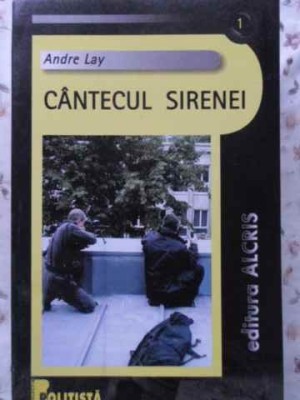 1
Andre Lay
CÂNTECUL SIRENEI
editura ALCRIS
POLITISTĂ